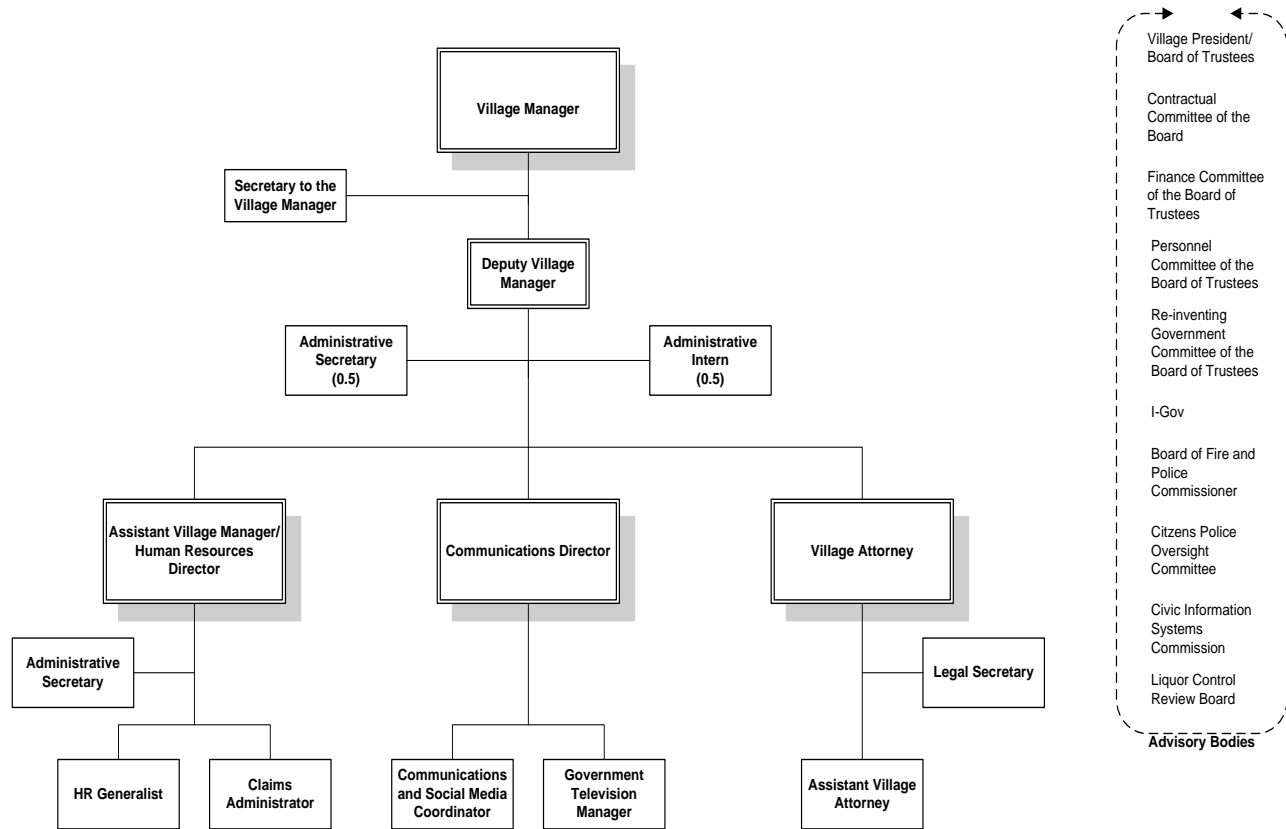 Village Manager
Secretary to the
Village Manager
Deputy Village
Manager
Administrative
Secretary
(0.5)
Administrative
Intern
(0.5)
Assistant Village Manager/
Human Resources
Director
Communications Director
Village Attorney
Administrative
Secretary
Legal Secretary
HR Generalist
Claims
Administrator
Communications
and Social Media
Coordinator
Government
Television
Manager
Assistant Village
Attorney
Village President/
Board of Trustees
Contractual
Committee of the
Board
Finance Committee
of the Board of
Trustees
Personnel
Committee of the
Board of Trustees
Re-inventing
Government
Committee of the
Board of Trustees
I-Gov
Board of Fire and
Police
Commissioner
Citzens Police
Oversight
Committee
Civic Information
Systems
Commission
Liquor Control
Review Board
Advisory Bodies